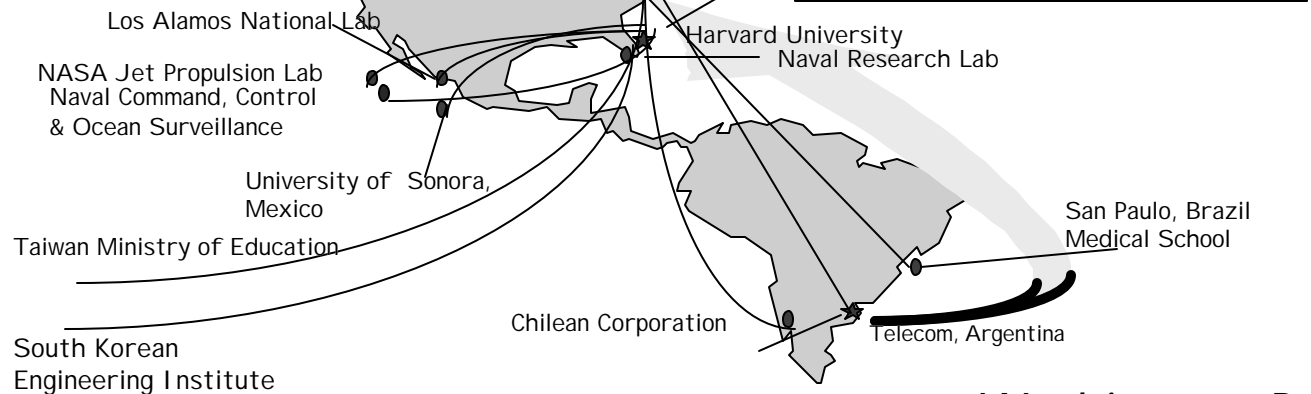 Los Alamos National Lab
Harvard University
Naval Research Lab
NASA Jet Propulsion Lab
Naval Command, Control
& Ocean Surveillance
University of Sonora,
Mexico
San Paulo, Brazil
Medical School
Taiwan Ministry of Education
Chilean Corporation
Telecom, Argentina
South Korean
Engineering Institute